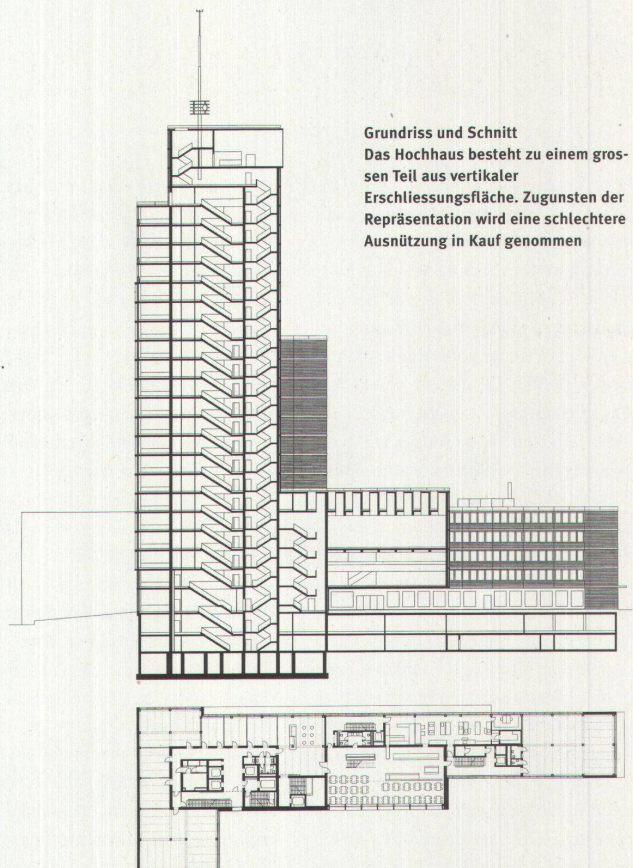 Grundriss und Schnitt
Das Hochhaus besteht zu einem gros-
sen Teil aus vertikaler
Erschliessungsfläche. Zugunsten der
Repräsentation wird eine schlechtere
Ausnützung in Kauf genommen